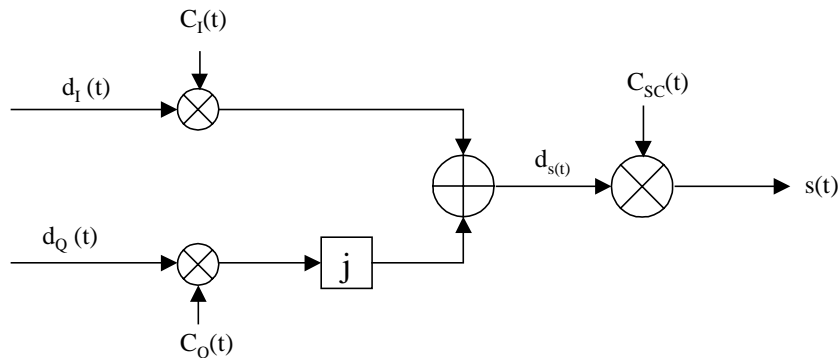 C_I(t)
d_I (t)
C_SC(t)
d_s(t)
s(t)
d_Q (t)
j
C_Q(t)